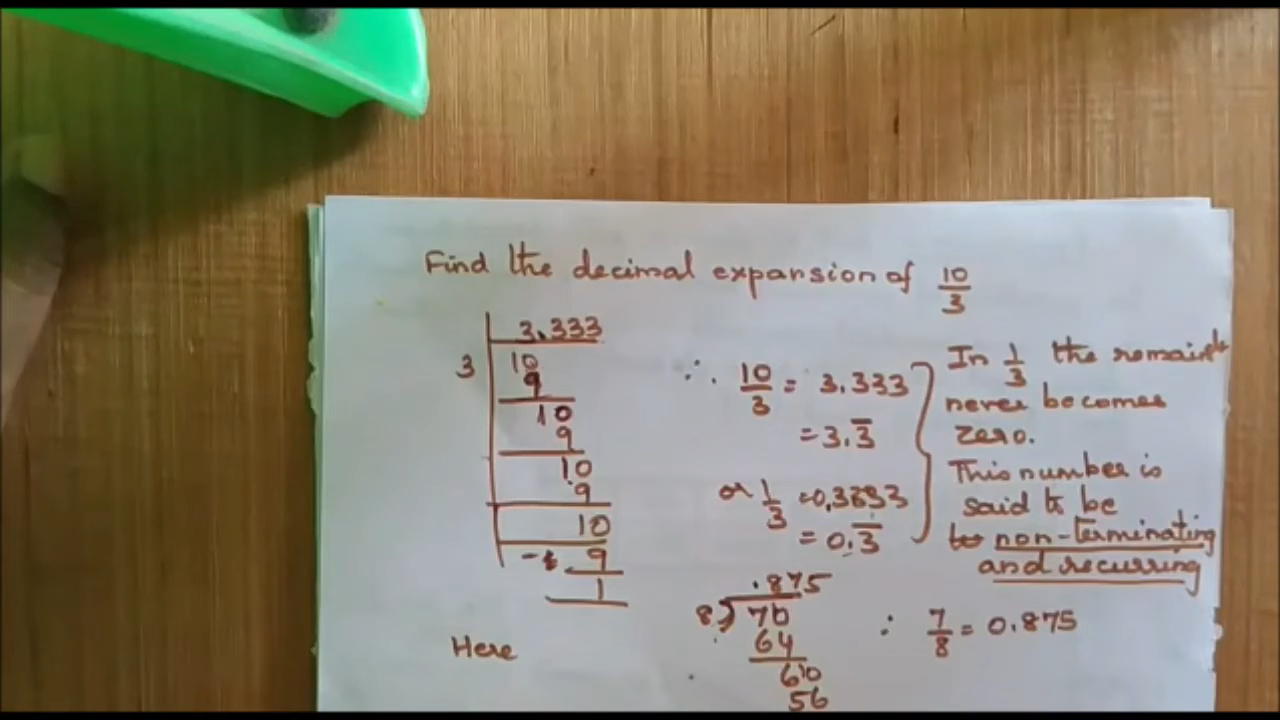 Find the decimal expansion of 10/3
3.333
3 10
9
10
9
10
9
10
- 9
1
∴ 10/3 = 3.333
= 3.3̅
or 1/3 = 0.3333
= 0.3̅
In 1/3 the remain
never becomes
zero.
This number is
said to be
non-terminating
and recurring
Here
.875
8) 70
64
60
56
∴ 7/8 = 0.875